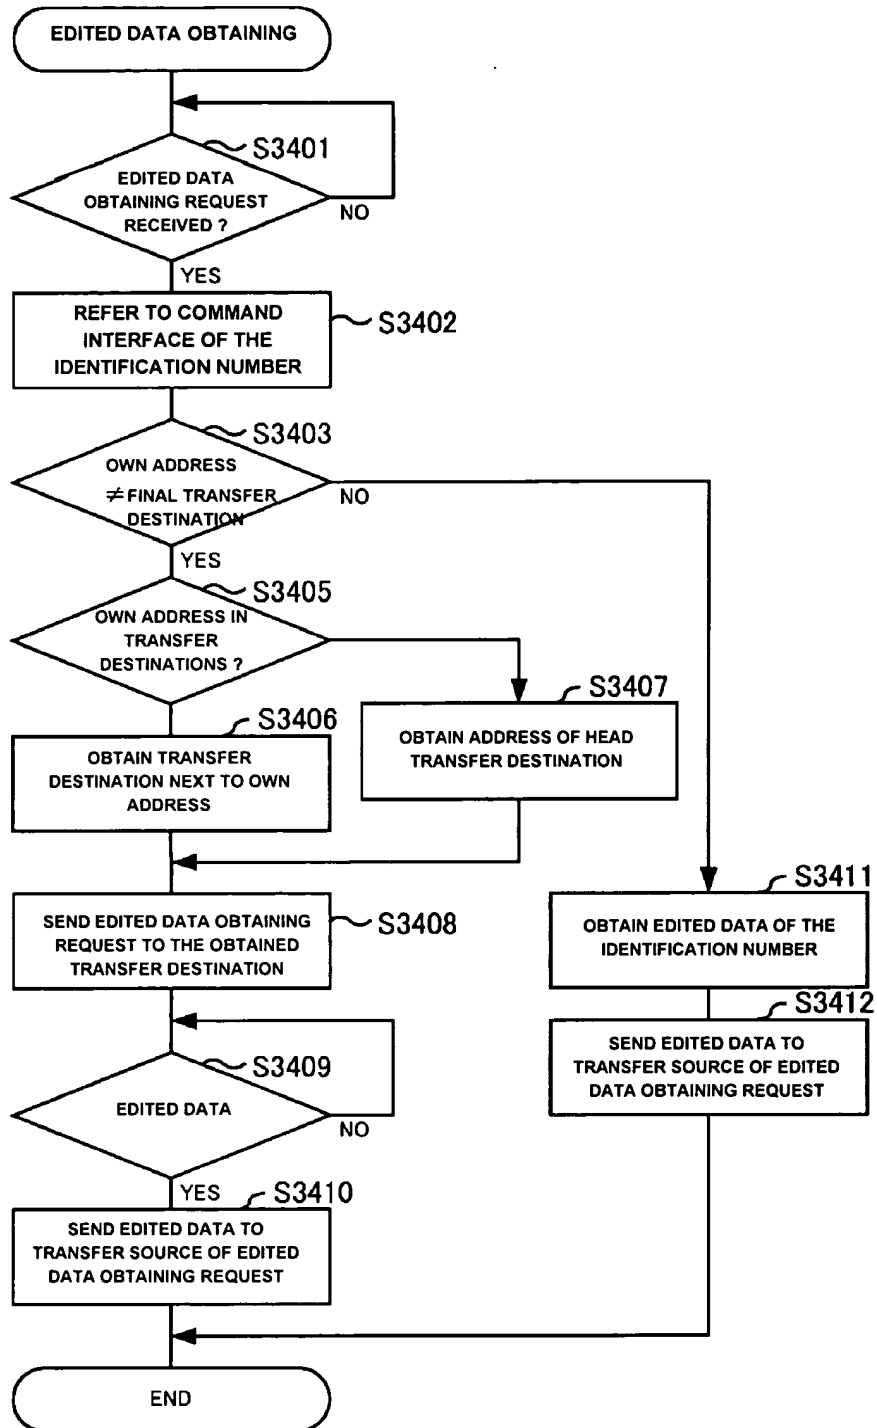 EDITED DATA OBTAINING
S3401
EDITED DATA
OBTAINING REQUEST
RECEIVED ?
NO
YES
REFER TO COMMAND
INTERFACE OF THE
IDENTIFICATION NUMBER
S3402
S3403
OWN ADDRESS
≠FINAL TRANSFER
DESTINATION
NO
YES
S3405
OWN ADDRESS IN
TRANSFER
DESTINATIONS ?
S3406
OBTAIN TRANSFER
DESTINATION NEXT TO OWN
ADDRESS
S3407
OBTAIN ADDRESS OF HEAD
TRANSFER DESTINATION
SEND EDITED DATA OBTAINING
REQUEST TO THE OBTAINED
TRANSFER DESTINATION
S3408
S3411
OBTAIN EDITED DATA OF THE
IDENTIFICATION NUMBER
S3412
SEND EDITED DATA TO
TRANSFER SOURCE OF EDITED
DATA OBTAINING REQUEST
S3409
EDITED DATA
NO
YES
S3410
SEND EDITED DATA TO
TRANSFER SOURCE OF EDITED
DATA OBTAINING REQUEST
END